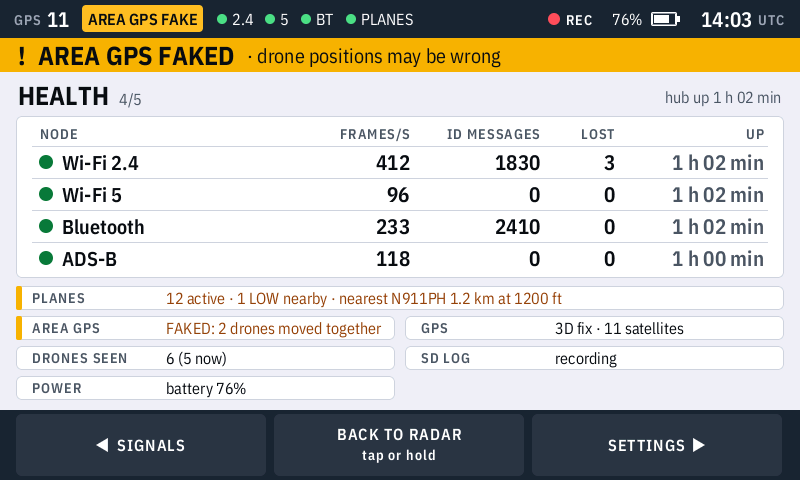 GPS 11 AREA GPS FAKE 2.4 5 BT PLANES REC 76% 14:03 UTC
! AREA GPS FAKED · drone positions may be wrong
HEALTH 4/5 hub up 1 h 02 min
NODE FRAMES/S ID MESSAGES LOST UP
Wi-Fi 2.4 412 1830 3 1 h 02 min
Wi-Fi 5 96 0 0 1 h 02 min
Bluetooth 233 2410 0 1 h 02 min
ADS-B 118 0 0 1 h 00 min
PLANES 12 active · 1 LOW nearby · nearest N911PH 1.2 km at 1200 ft
AREA GPS FAKED: 2 drones moved together GPS 3D fix · 11 satellites
DRONES SEEN 6 (5 now) SD LOG recording
POWER battery 76%
◀ SIGNALS BACK TO RADAR SETTINGS ▶
tap or hold